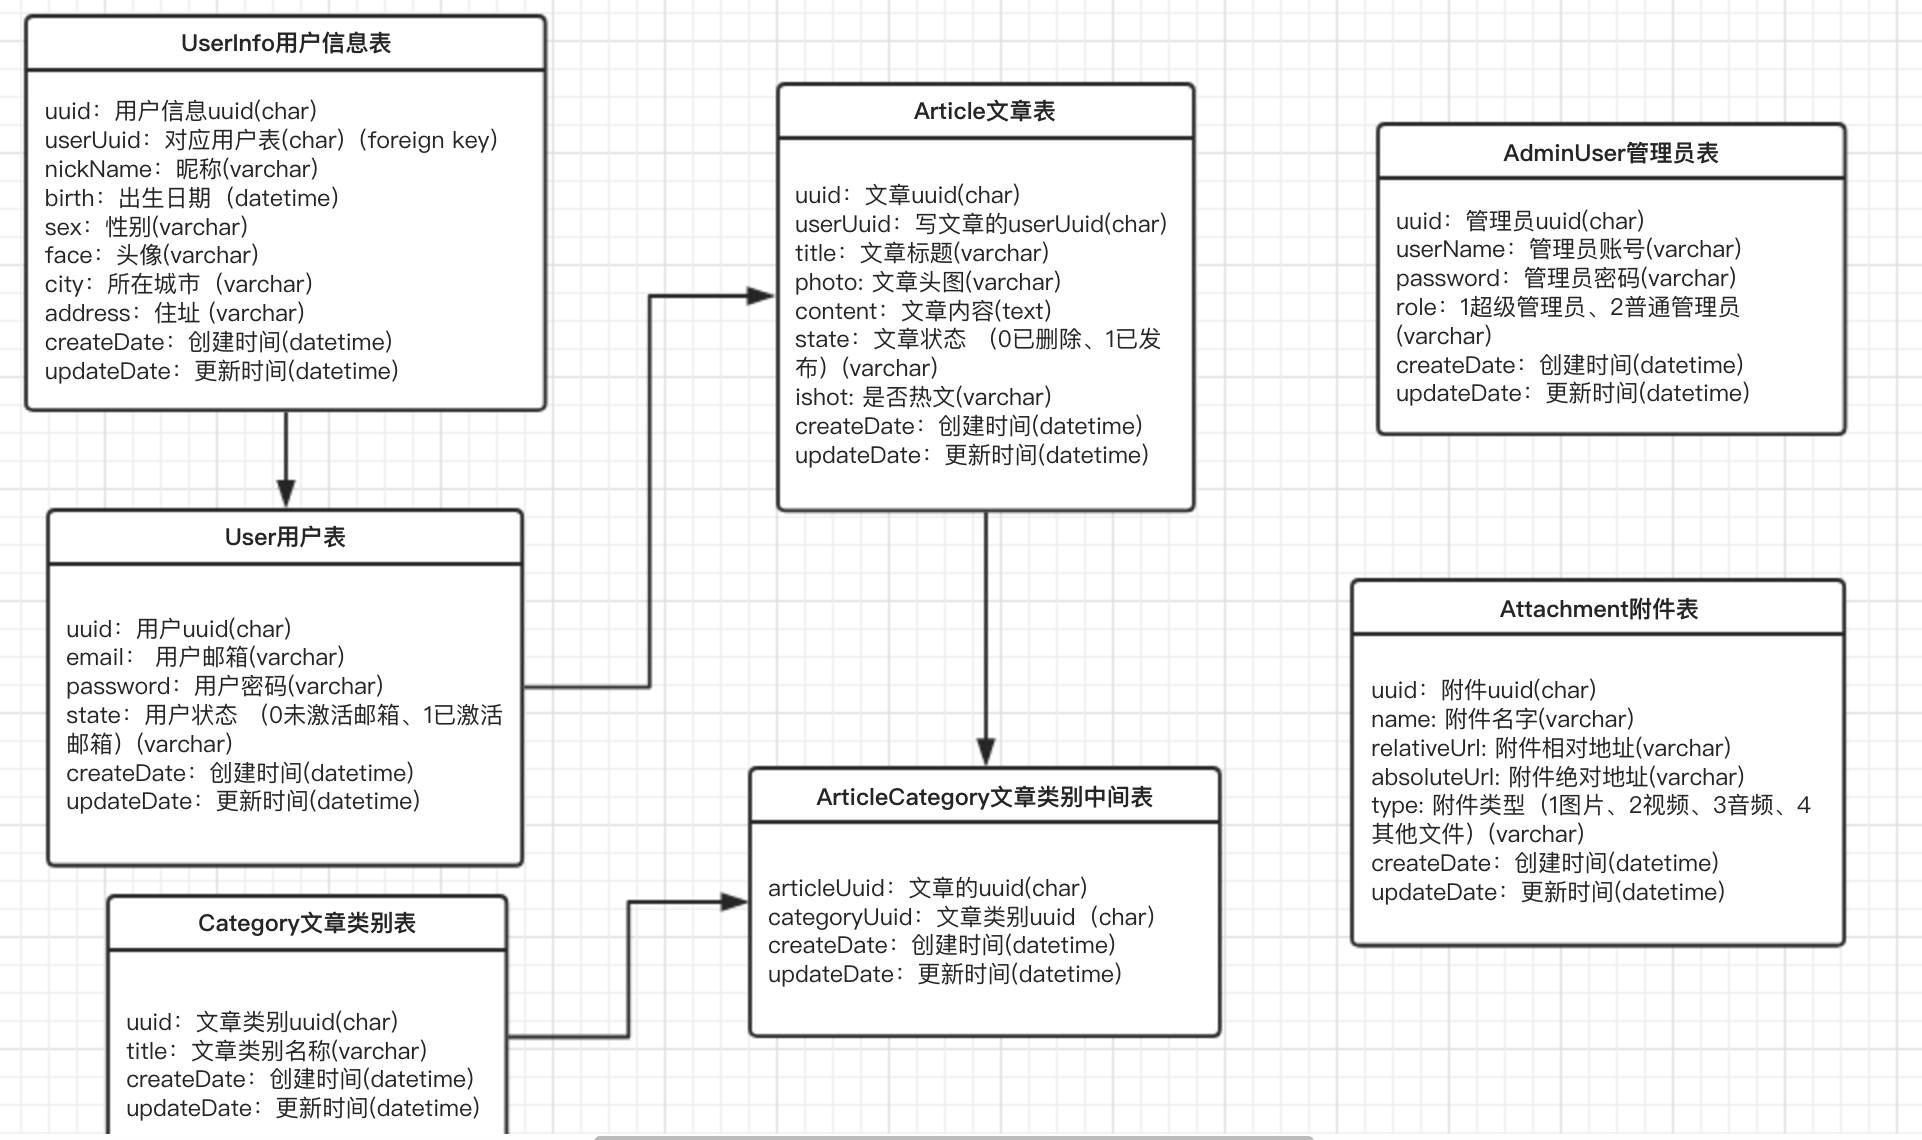 UserInfo用户信息表
uuid：用户信息uuid(char)
userUuid：对应用户表(char)（foreign key）
nickName：昵称(varchar)
birth：出生日期（datetime）
sex：性别(varchar)
face：头像(varchar)
city：所在城市（varchar）
address：住址 (varchar)
createDate：创建时间(datetime)
updateDate：更新时间(datetime)
User用户表
uuid：用户uuid(char)
email： 用户邮箱(varchar)
password：用户密码(varchar)
state：用户状态 （0未激活邮箱、1已激活
邮箱）(varchar)
createDate：创建时间(datetime)
updateDate：更新时间(datetime)
Category文章类别表
uuid：文章类别uuid(char)
title：文章类别名称(varchar)
createDate：创建时间(datetime)
updateDate：更新时间(datetime)
Article文章表
uuid：文章uuid(char)
userUuid：写文章的userUuid(char)
title：文章标题(varchar)
photo: 文章头图(varchar)
content：文章内容(text)
state：文章状态 （0已删除、1已发
布）(varchar)
ishot: 是否热文(varchar)
createDate：创建时间(datetime)
updateDate：更新时间(datetime)
ArticleCategory文章类别中间表
articleUuid：文章的uuid(char)
categoryUuid：文章类别uuid（char）
createDate：创建时间(datetime)
updateDate：更新时间(datetime)
AdminUser管理员表
uuid：管理员uuid(char)
userName：管理员账号(varchar)
password：管理员密码(varchar)
role：1超级管理员、2普通管理员
(varchar)
createDate：创建时间(datetime)
updateDate：更新时间(datetime)
Attachment附件表
uuid：附件uuid(char)
name: 附件名字(varchar)
relativeUrl: 附件相对地址(varchar)
absoluteUrl: 附件绝对地址(varchar)
type: 附件类型（1图片、2视频、3音频、4
其他文件）(varchar)
createDate：创建时间(datetime)
updateDate：更新时间(datetime)